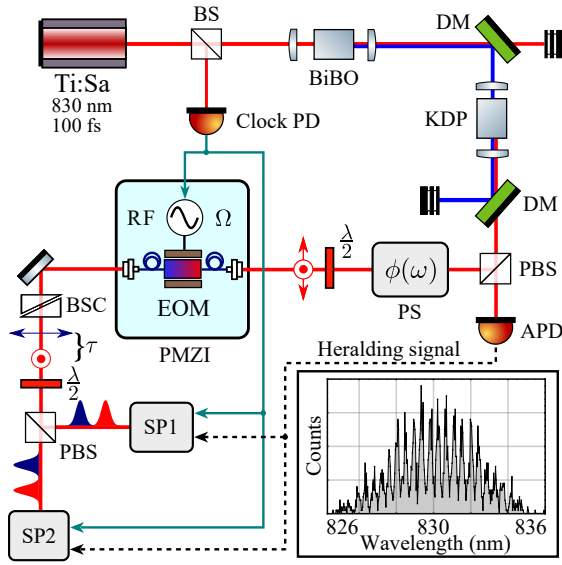 BS
DM
Ti:Sa
830 nm
100 fs
BiBO
Clock PD
KDP
RF
Ω
DM
λ/2
ϕ(ω)
EOM
PBS
BSC
PS
APD
PMZI
τ
Heralding signal
λ/2
SP1
PBS
Counts
SP2
826 830 836
Wavelength (nm)